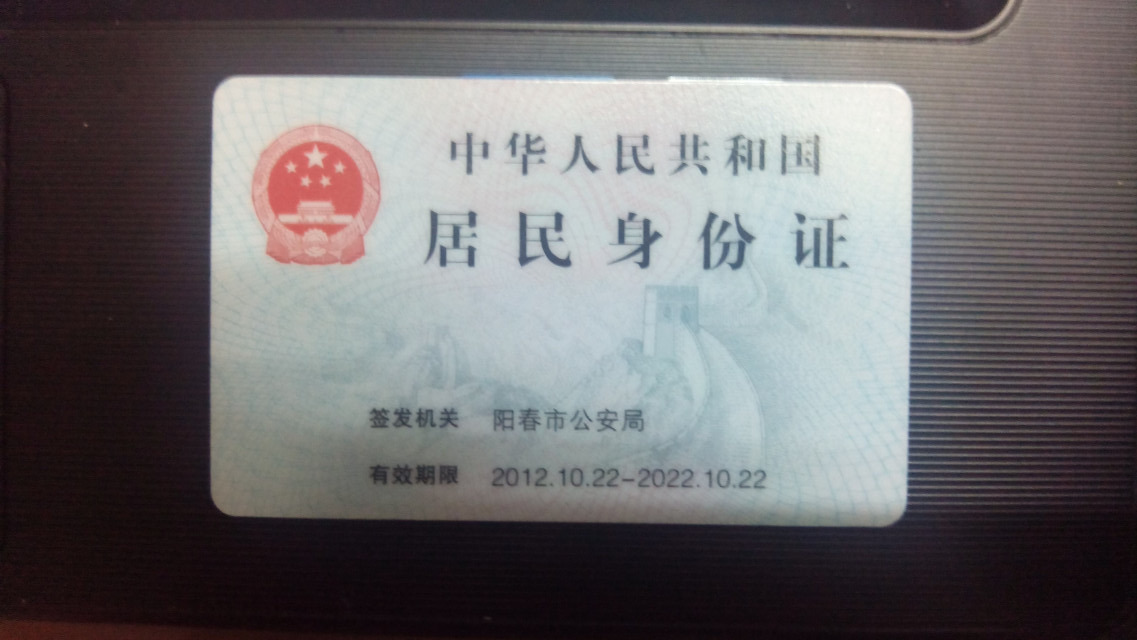 中华人民共和国
居民身份证
签发机关 阳春市公安局
有效期限 2012.10.22-2022.10.22